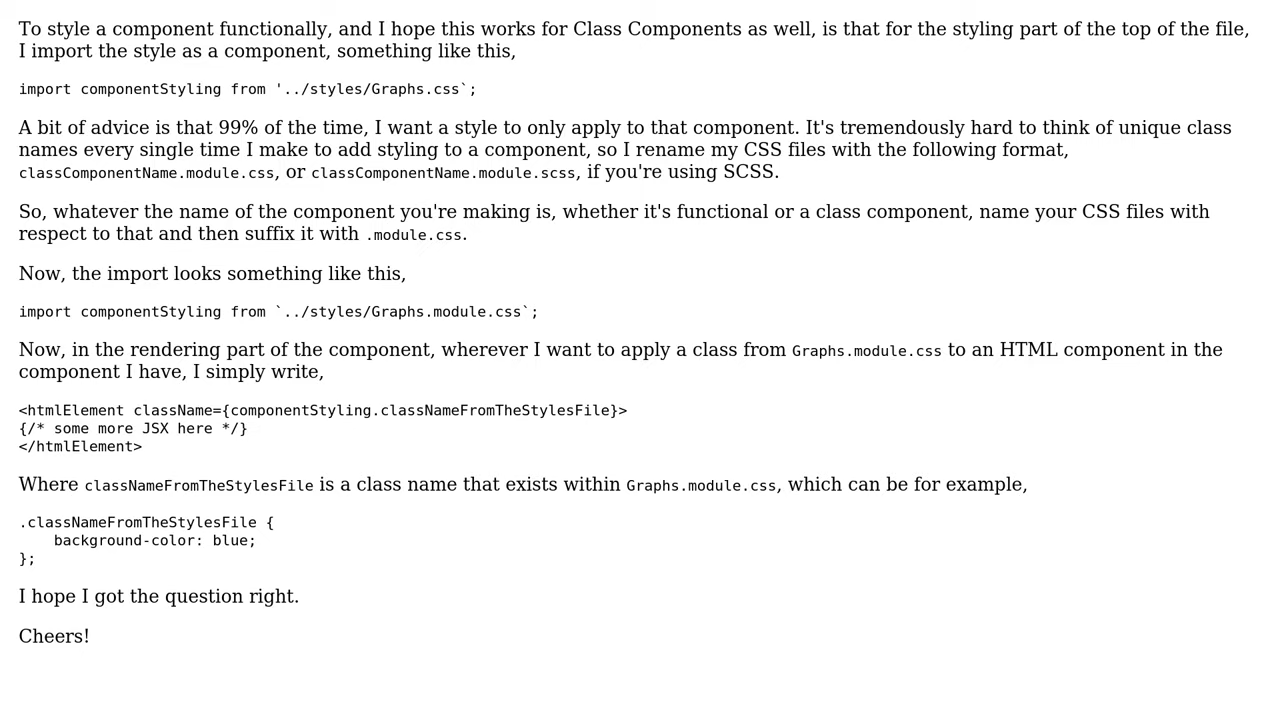 To style a component functionally, and I hope this works for Class Components as well, is that for the styling part of the top of the file,
I import the style as a component, something like this,
import componentStyling from '../styles/Graphs.css`;
A bit of advice is that 99% of the time, I want a style to only apply to that component. It's tremendously hard to think of unique class
names every single time I make to add styling to a component, so I rename my CSS files with the following format,
classComponentName.module.css, or classComponentName.module.scss, if you're using SCSS.
So, whatever the name of the component you're making is, whether it's functional or a class component, name your CSS files with
respect to that and then suffix it with .module.css.
Now, the import looks something like this,
import componentStyling from `../styles/Graphs.module.css`;
Now, in the rendering part of the component, wherever I want to apply a class from Graphs.module.css to an HTML component in the
component I have, I simply write,
<htmlElement className={componentStyling.classNameFromTheStylesFile}>
{/* some more JSX here */}
</htmlElement>
Where classNameFromTheStylesFile is a class name that exists within Graphs.module.css, which can be for example,
.classNameFromTheStylesFile {
    background-color: blue;
};
I hope I got the question right.
Cheers!